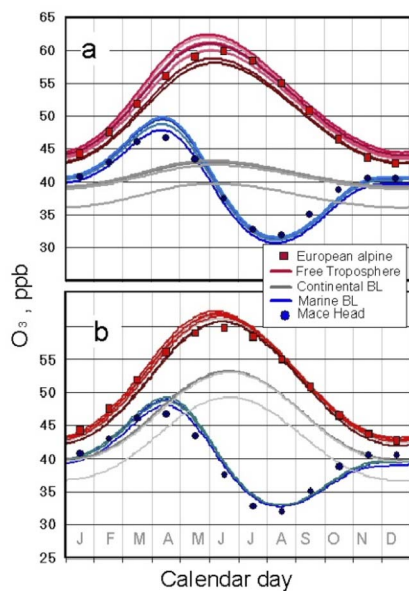 65
60
55
50
45
40
35
30
a
European alpine
Free Troposphere
Continental BL
Marine BL
Mace Head
O₃, ppb
b
55
50
45
40
35
30
25
J F M A M J J A S O N D
Calendar day